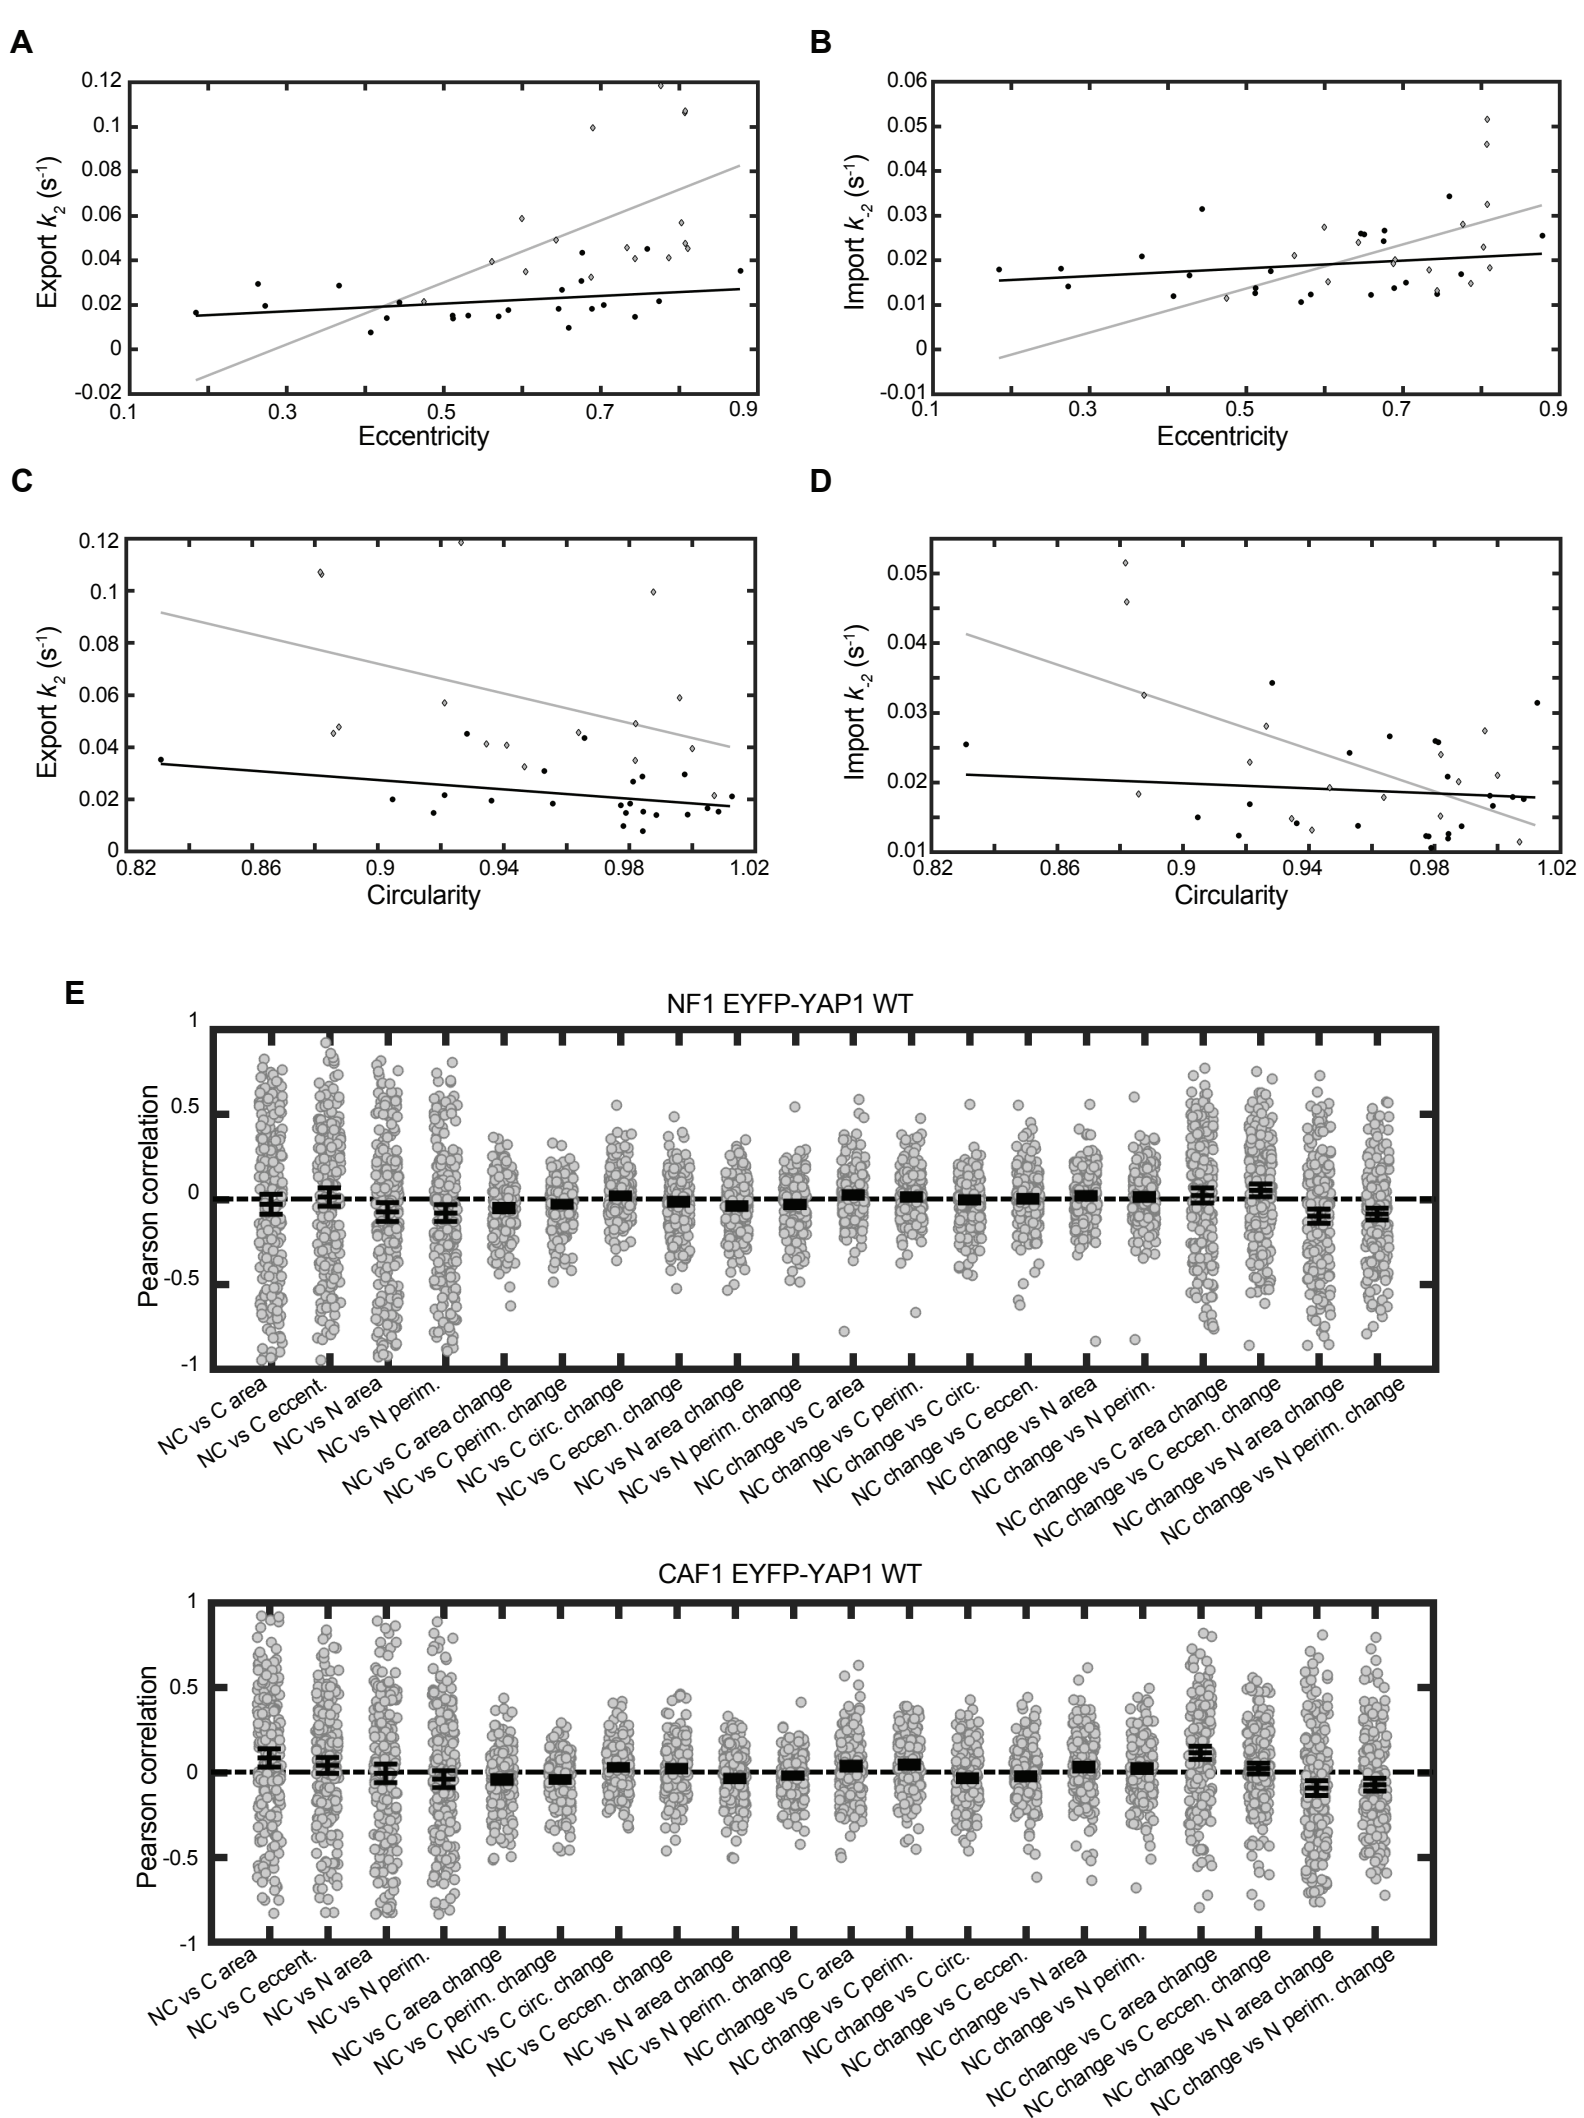 A
B
0.12
0.1
0.08
0.06
0.04
0.02
0
-0.02
Export k2 (s-1)
0.1 0.3 0.5 0.7 0.9
Eccentricity
0.06
0.05
0.04
0.03
0.02
0.01
0
-0.01
Import k-2 (s-1)
0.1 0.3 0.5 0.7 0.9
Eccentricity
C
D
0.12
0.1
0.08
0.06
0.04
0.02
0
Export k2 (s-1)
0.82 0.86 0.9 0.94 0.98 1.02
Circularity
0.05
0.04
0.03
0.02
0.01
Import k-2 (s-1)
0.82 0.86 0.9 0.94 0.98 1.02
Circularity
E
NF1 EYFP-YAP1 WT
1
0.5
0
-0.5
-1
Pearson correlation
NC vs C area
NC vs C eccent.
NC vs N area
NC vs N perim.
NC vs C area change
NC vs C perim. change
NC vs C circ. change
NC vs C eccen. change
NC vs N area change
NC vs N perim. change
NC change vs C area
NC change vs C perim.
NC change vs C circ.
NC change vs C eccen.
NC change vs N area
NC change vs N perim.
NC change vs C area change
NC change vs C eccen. change
NC change vs N area change
NC change vs N perim. change
CAF1 EYFP-YAP1 WT
1
0.5
0
-0.5
-1
Pearson correlation
NC vs C area
NC vs C eccent.
NC vs N area
NC vs N perim.
NC vs C area change
NC vs C perim. change
NC vs C circ. change
NC vs C eccen. change
NC vs N area change
NC vs N perim. change
NC change vs C area
NC change vs C perim.
NC change vs C circ.
NC change vs C eccen.
NC change vs N area
NC change vs N perim.
NC change vs C area change
NC change vs C eccen. change
NC change vs N area change
NC change vs N perim. change